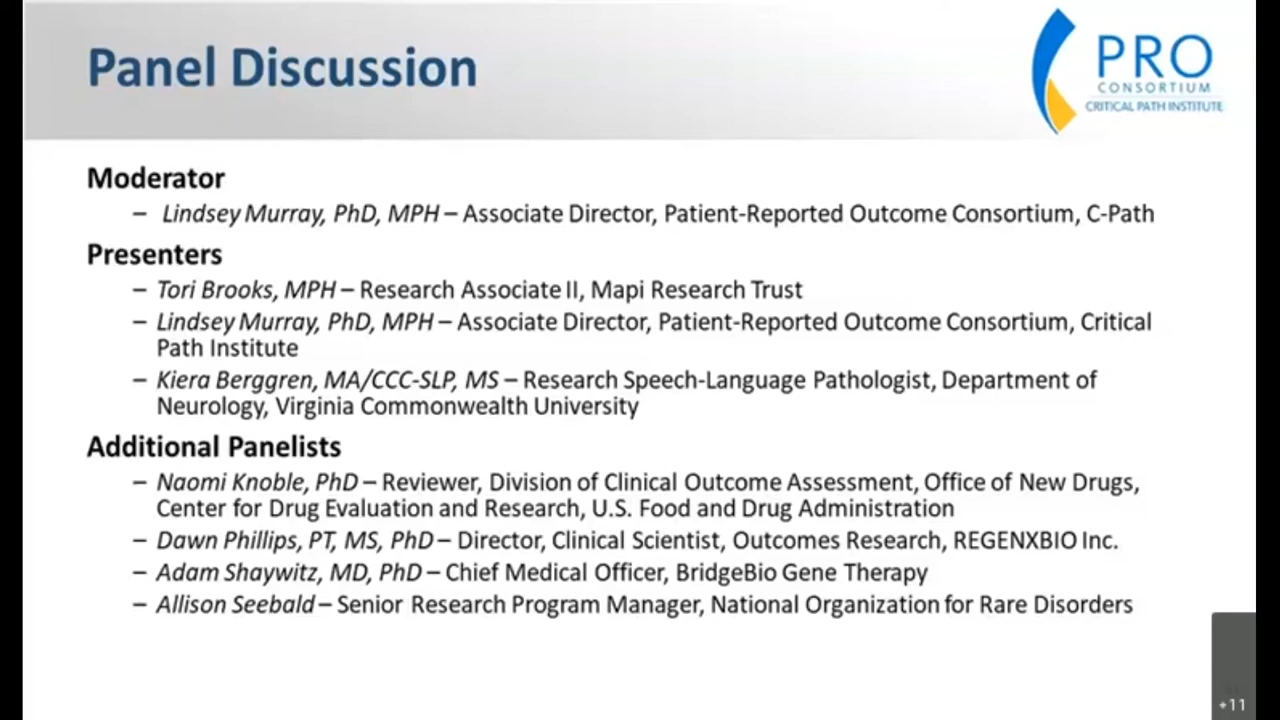 Panel Discussion
PRO
CONSORTIUM
CRITICAL PATH INSTITUTE
Moderator
– Lindsey Murray, PhD, MPH – Associate Director, Patient-Reported Outcome Consortium, C-Path
Presenters
– Tori Brooks, MPH – Research Associate II, Mapi Research Trust
– Lindsey Murray, PhD, MPH – Associate Director, Patient-Reported Outcome Consortium, Critical
Path Institute
– Kiera Berggren, MA/CCC-SLP, MS – Research Speech-Language Pathologist, Department of
Neurology, Virginia Commonwealth University
Additional Panelists
– Naomi Knoble, PhD – Reviewer, Division of Clinical Outcome Assessment, Office of New Drugs,
Center for Drug Evaluation and Research, U.S. Food and Drug Administration
– Dawn Phillips, PT, MS, PhD – Director, Clinical Scientist, Outcomes Research, REGENXBIO Inc.
– Adam Shaywitz, MD, PhD – Chief Medical Officer, BridgeBio Gene Therapy
– Allison Seebald – Senior Research Program Manager, National Organization for Rare Disorders
+11